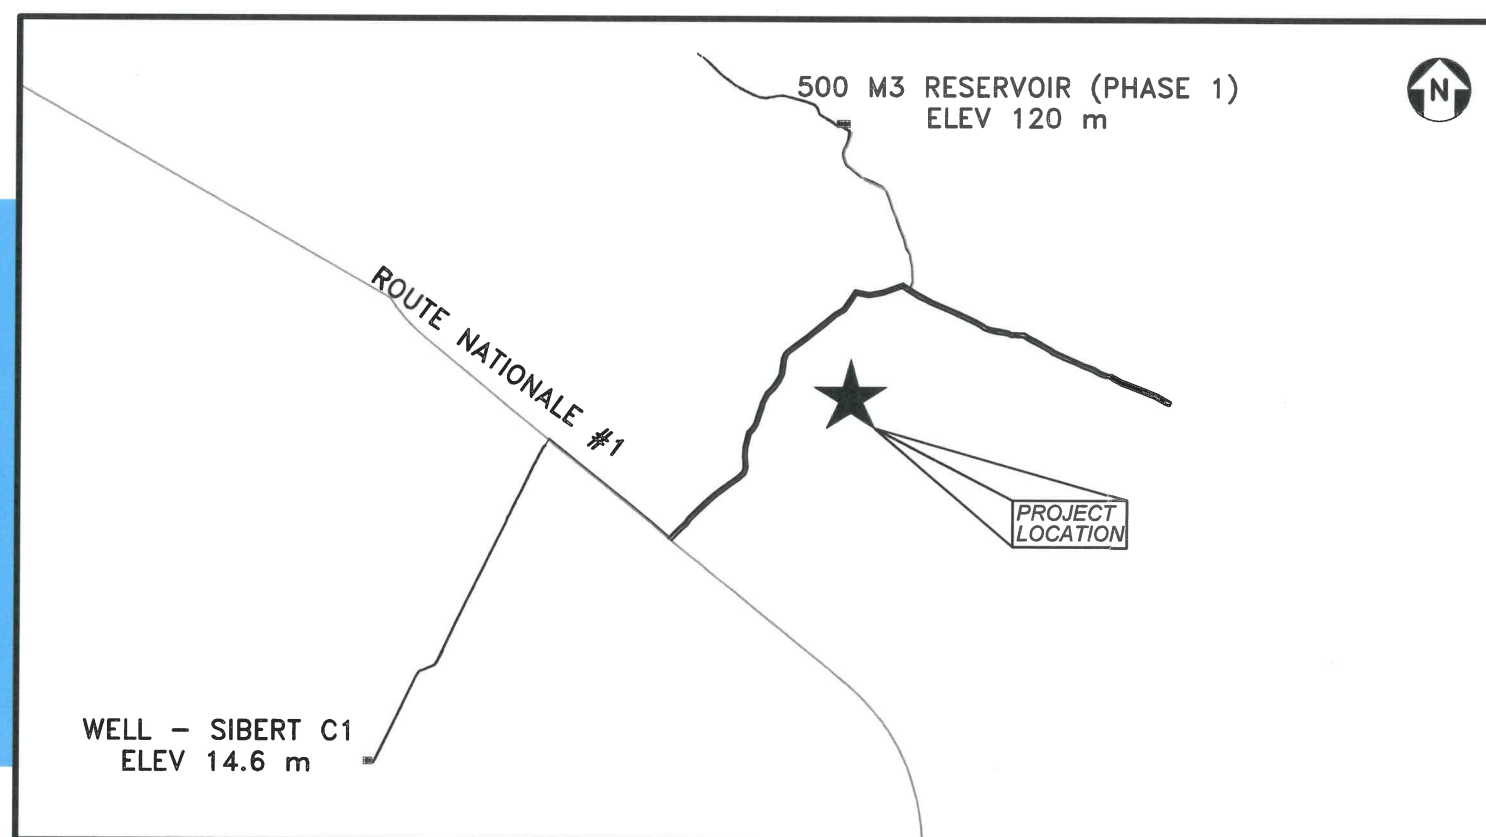 500 M3 RESERVOIR (PHASE 1)
ELEV 120 m
N
ROUTE NATIONALE #1
PROJECT
LOCATION
WELL - SIBERT C1
ELEV 14.6 m